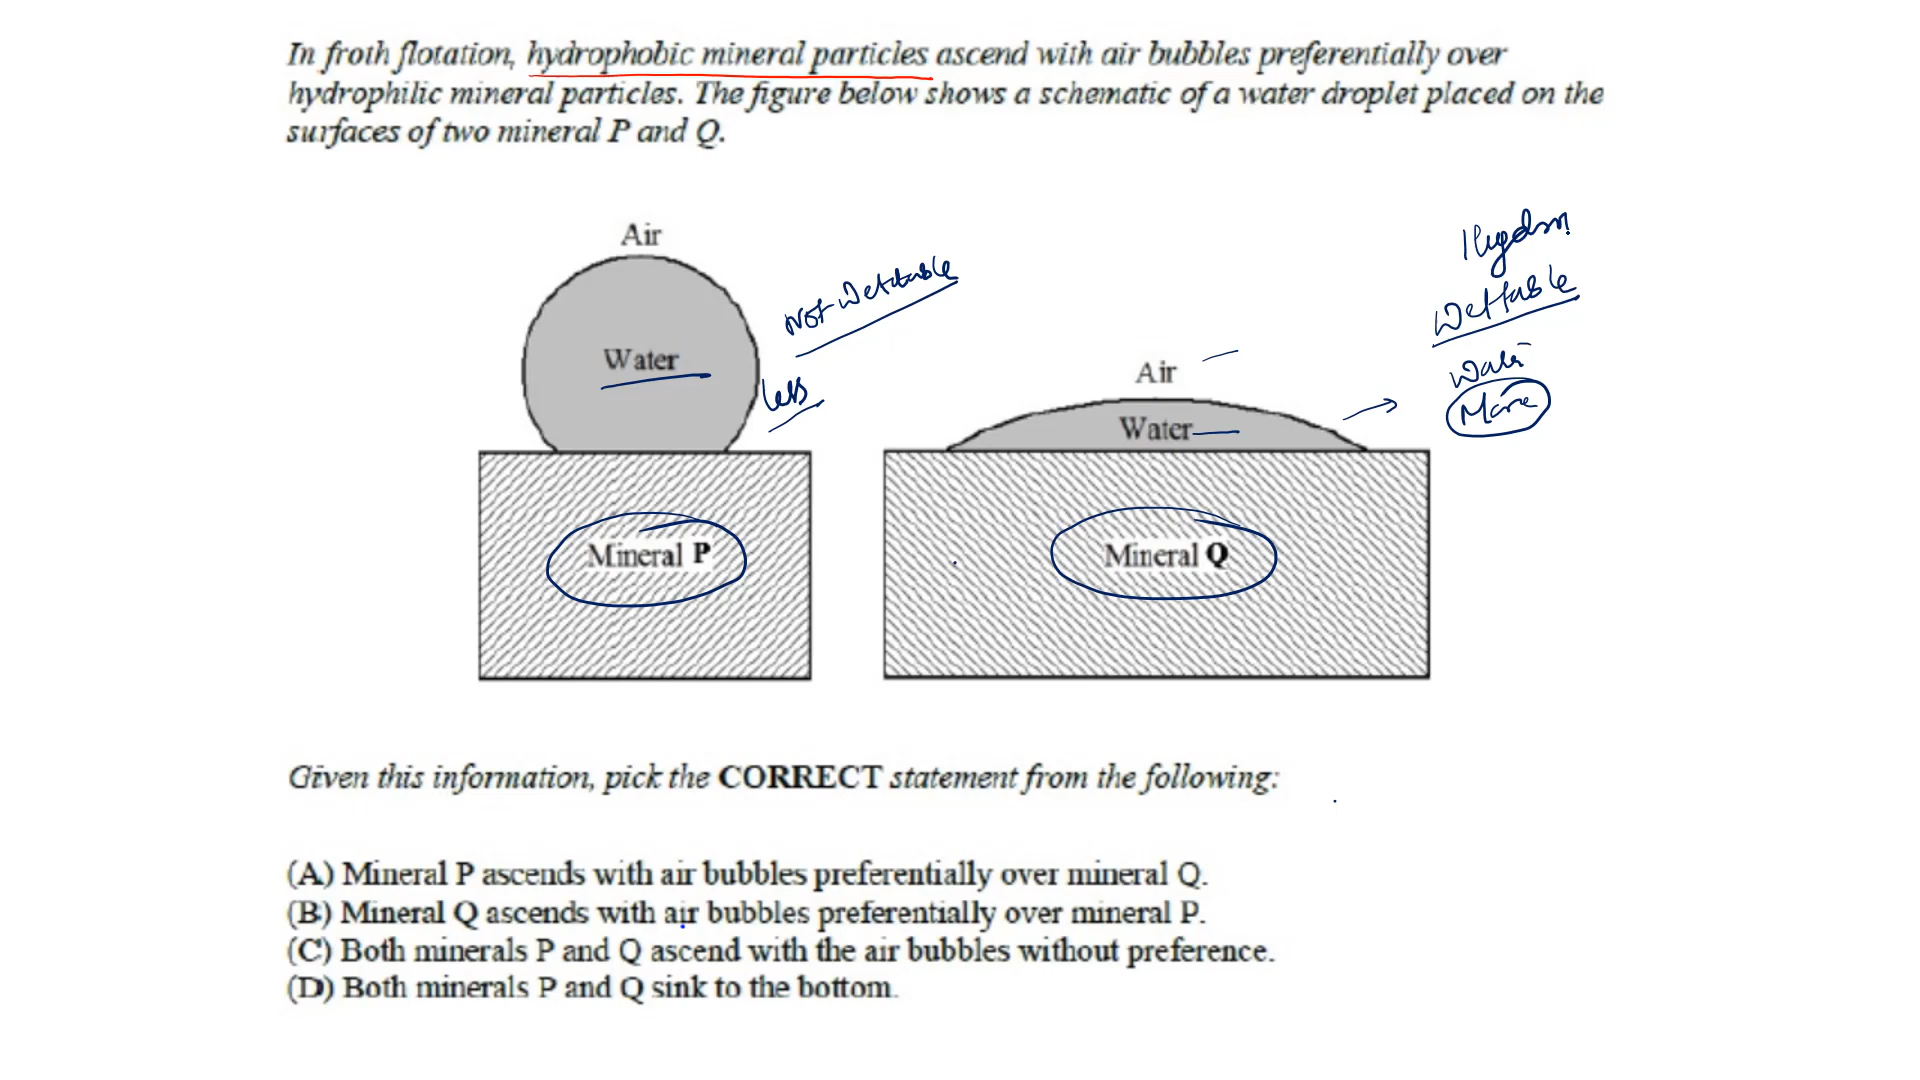 In froth flotation, hydrophobic mineral particles ascend with air bubbles preferentially over
hydrophilic mineral particles. The figure below shows a schematic of a water droplet placed on the
surfaces of two mineral P and Q.
Air
Water
Not Wettable
Less
Mineral P
Air
Water
Wettable
More
Mineral Q
Given this information, pick the CORRECT statement from the following:
(A) Mineral P ascends with air bubbles preferentially over mineral Q.
(B) Mineral Q ascends with air bubbles preferentially over mineral P.
(C) Both minerals P and Q ascend with the air bubbles without preference.
(D) Both minerals P and Q sink to the bottom.